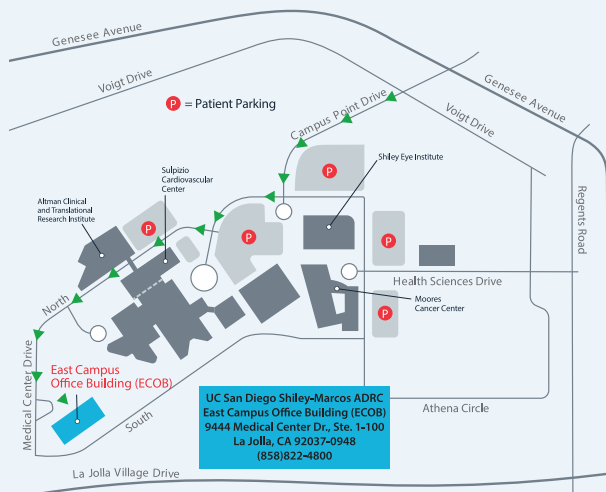 Genesee Avenue
Voigt Drive
Genesee Avenue
P = Patient Parking
Campus Point Drive
Voigt Drive
Sulpizio
Cardiovascular
Center
Shiley Eye Institute
P
Altman Clinical
and Translational
Research Institute
Regents Road
P
P
P
Health Sciences Drive
North
Moores
Cancer Center
P
Medical Center Drive
East Campus
Office Building (ECOB)
South
UC San Diego Shiley-Marcos ADRC
East Campus Office Building (ECOB)
9444 Medical Center Dr., Ste. 1-100
La Jolla, CA 92037-0948
(858)822-4800
Athena Circle
La Jolla Village Drive